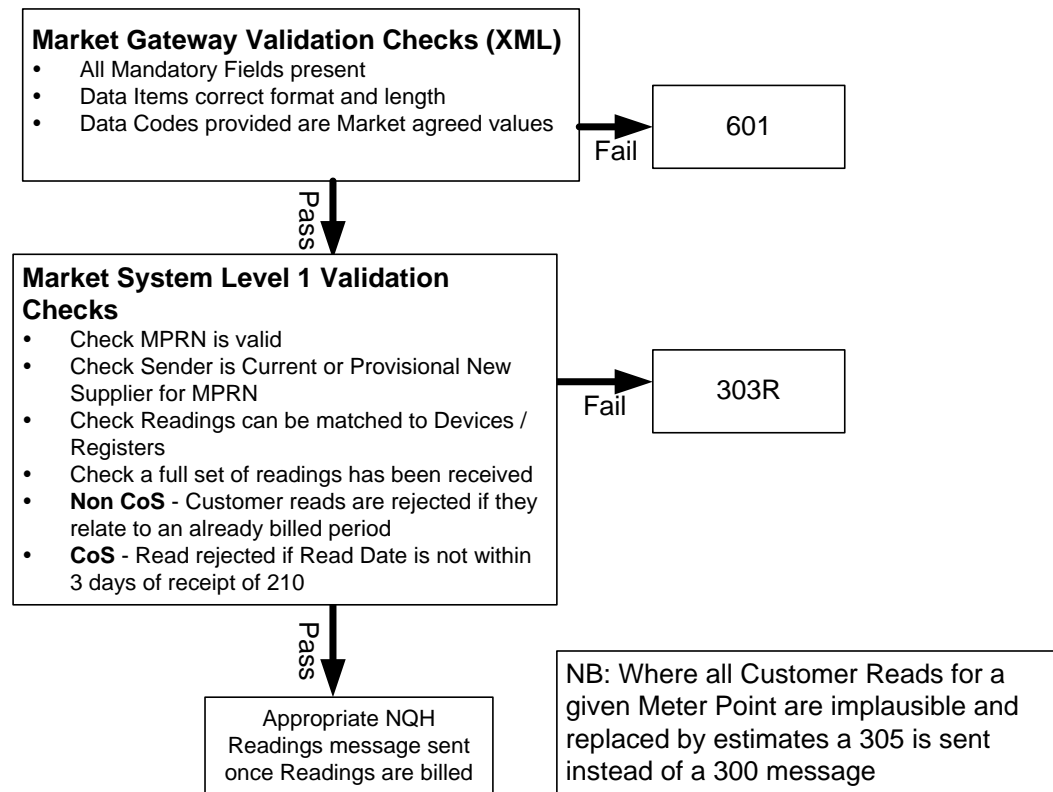 Market Gateway Validation Checks (XML)
• All Mandatory Fields present
• Data Items correct format and length
• Data Codes provided are Market agreed values
Fail
601
Pass
Market System Level 1 Validation
Checks
• Check MPRN is valid
• Check Sender is Current or Provisional New
Supplier for MPRN
• Check Readings can be matched to Devices /
Registers
• Check a full set of readings has been received
• Non CoS - Customer reads are rejected if they
relate to an already billed period
• CoS - Read rejected if Read Date is not within
3 days of receipt of 210
Fail
303R
Pass
Appropriate NQH
Readings message sent
once Readings are billed
NB: Where all Customer Reads for a
given Meter Point are implausible and
replaced by estimates a 305 is sent
instead of a 300 message